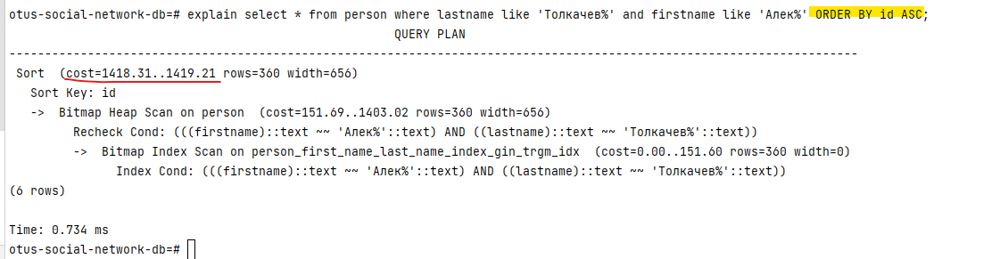 otus-social-network-db=# explain select * from person where lastname like 'Толкачев%' and firstname like 'Алек%' ORDER BY id ASC;
QUERY PLAN
-----------------------------------------------------------------------------------------------------------------------
Sort  (cost=1418.31..1419.21 rows=360 width=656)
Sort Key: id
->  Bitmap Heap Scan on person  (cost=151.69..1403.02 rows=360 width=656)
Recheck Cond: (((firstname)::text ~~ 'Алек%'::text) AND ((lastname)::text ~~ 'Толкачев%'::text))
->  Bitmap Index Scan on person_first_name_last_name_index_gin_trgm_idx  (cost=0.00..151.60 rows=360 width=0)
Index Cond: (((firstname)::text ~~ 'Алек%'::text) AND ((lastname)::text ~~ 'Толкачев%'::text))
(6 rows)
Time: 0.734 ms
otus-social-network-db=#